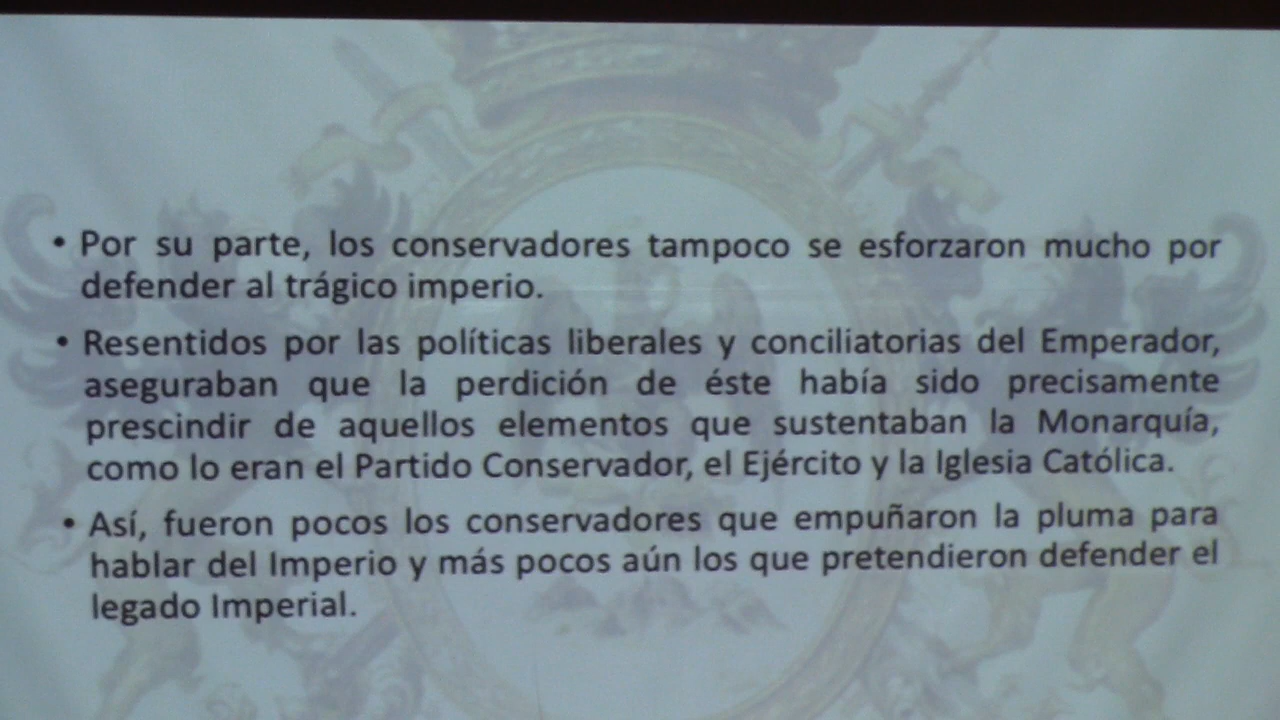 • Por su parte, los conservadores tampoco se esforzaron mucho por
defender al trágico imperio.
• Resentidos por las políticas liberales y conciliatorias del Emperador,
aseguraban que la perdición de éste había sido precisamente
prescindir de aquellos elementos que sustentaban la Monarquía,
como lo eran el Partido Conservador, el Ejército y la Iglesia Católica.
• Así, fueron pocos los conservadores que empuñaron la pluma para
hablar del Imperio y más pocos aún los que pretendieron defender el
legado Imperial.